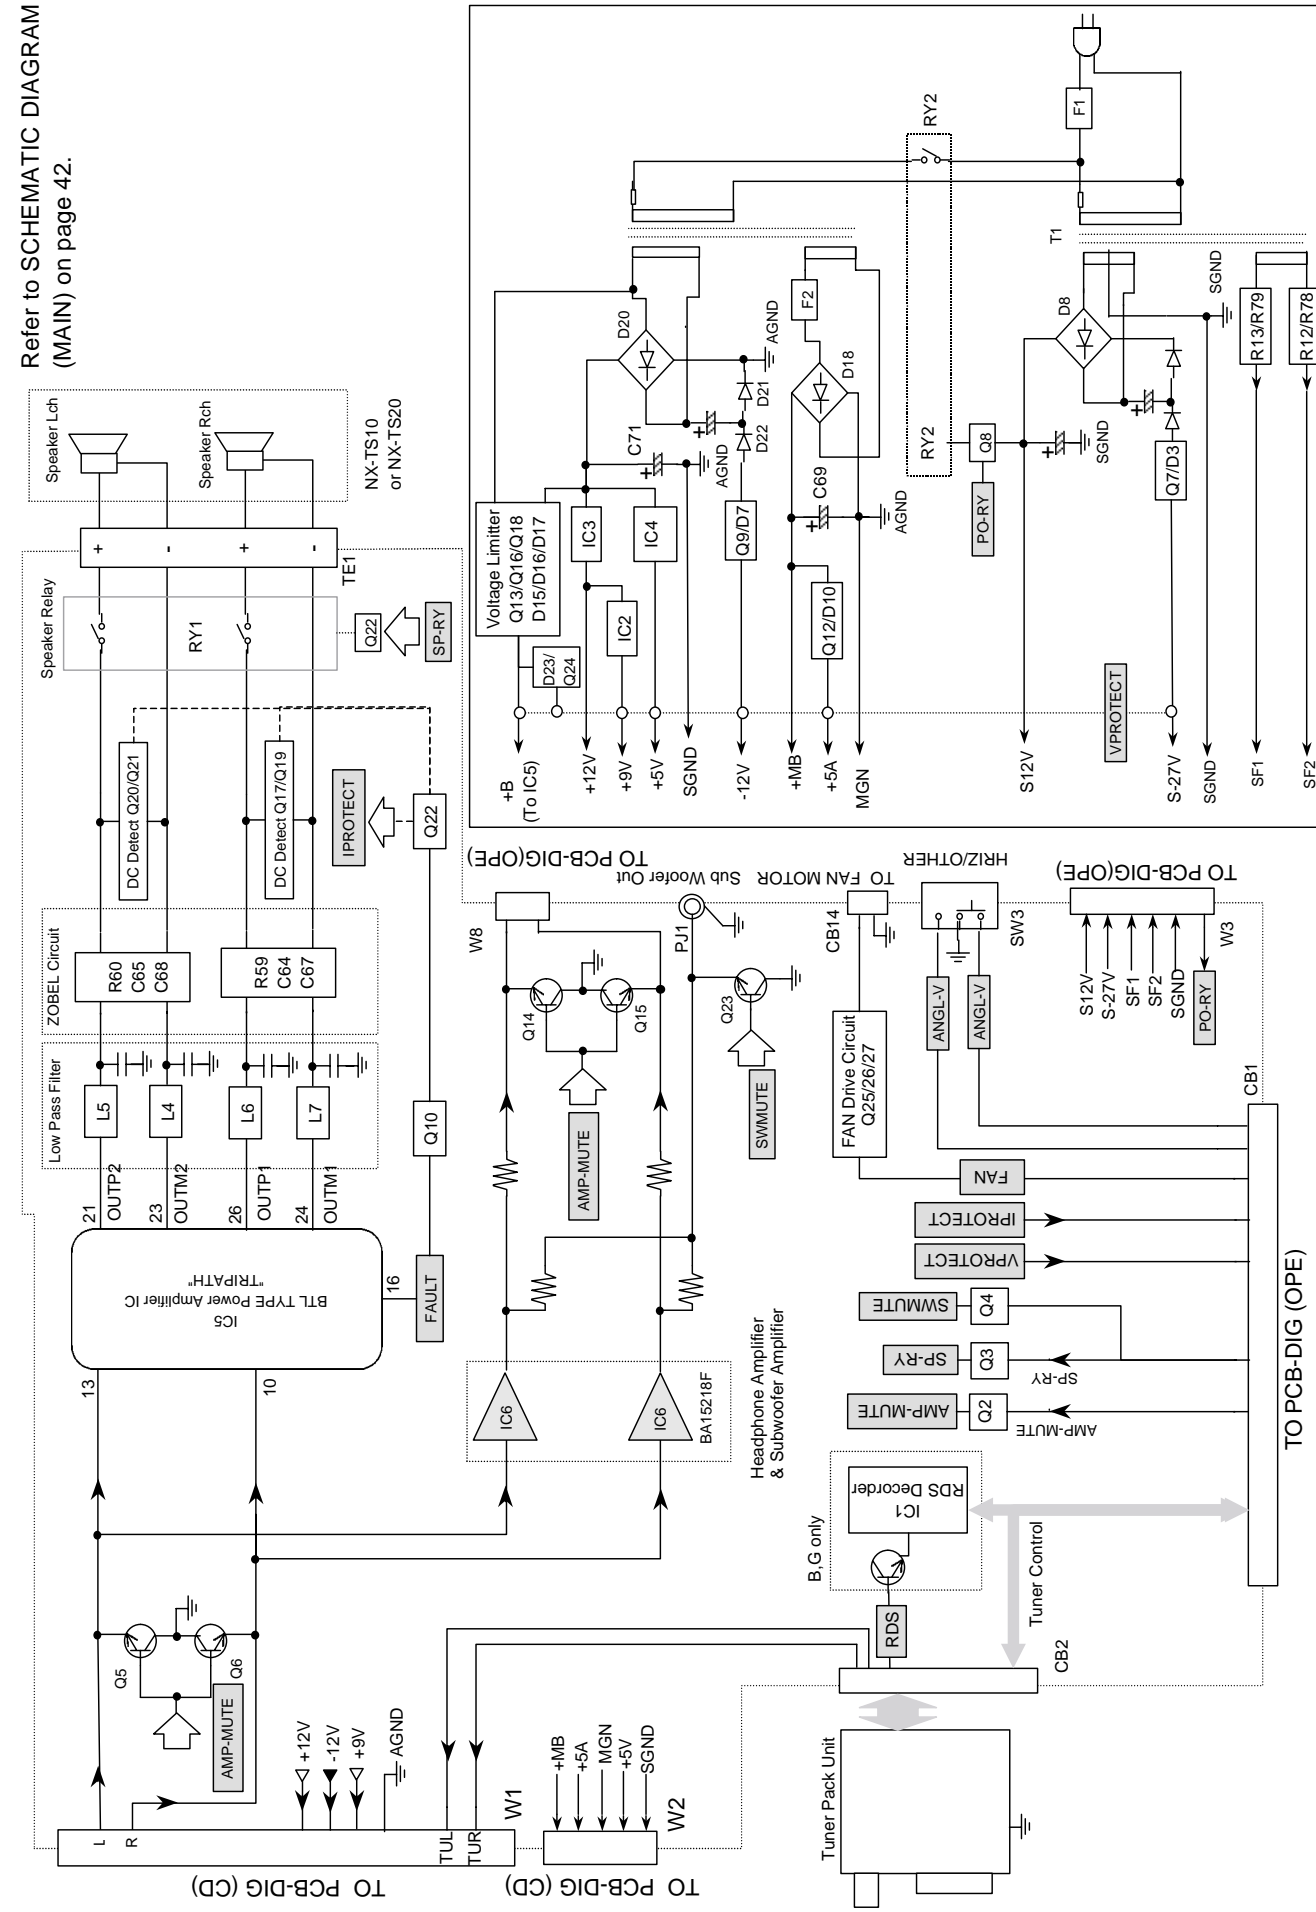 Refer to SCHEMATIC DIAGRAM
(MAIN) on page 42.
Speaker Lch
Speaker Rch
NX-TS10
or NX-TS20
+
-
+
-
TE1
Speaker Relay
RY1
Q22
SP-RY
DC Detect Q20/Q21
DC Detect Q17/Q19
IPROTECT
Q22
ZOBEL Circuit
R60
C65
C68
R59
C64
C67
Low Pass Filter
L5
L4
L6
L7
Q10
21
OUTP2
23
OUTM2
26
OUTP1
24
OUTM1
IC5
BTL TYPE Power Amplifier IC
"TRIPATH"
16
FAULT
13
10
Q5
Q6
AMP-MUTE
+12V
-12V
+9V
AGND
L
R
TUL
TUR
W1
TO PCB-DIG (CD)
+MB
+5A
MGN
+5V
SGND
W2
TO PCB-DIG (CD)
TO PCB-DIG(OPE)
W8
Q14
Q15
AMP-MUTE
Sub Woofer Out
PJ1
Q23
SWMUTE
IC6
IC6
BA15218F
Headphone Amplifier
& Subwoofer Amplifier
TO FAN MOTOR
CB14
FAN Drive Circuit
Q25/26/27
FAN
HRIZ/OTHER
SW3
ANGL-V
ANGL-V
TO PCB-DIG(OPE)
W3
S12V
S-27V
SF1
SF2
SGND
PO-RY
CB1
TO PCB-DIG (OPE)
IPROTECT
VPROTECT
SWMUTE
Q4
SP-RY
Q3
SP-RY
AMP-MUTE
Q2
AMP-MUTE
B,G only
IC1
RDS Decorder
RDS
Tuner Control
CB2
Tuner Pack Unit
F1
RY2
T1
D20
AGND
D21
D22
F2
D18
C71
AGND
C69
AGND
Voltage Limitter
Q13/Q16/Q18
D15/D16/D17
IC3
IC4
IC2
D23/
Q24
Q9/D7
Q12/D10
RY2
Q8
PO-RY
D8
SGND
SGND
Q7/D3
R13/R79
R12/R78
VPROTECT
+B
(To IC5)
+12V
+9V
+5V
SGND
-12V
+MB
+5A
MGN
S12V
S-27V
SGND
SF1
SF2
+
+
+
+
+